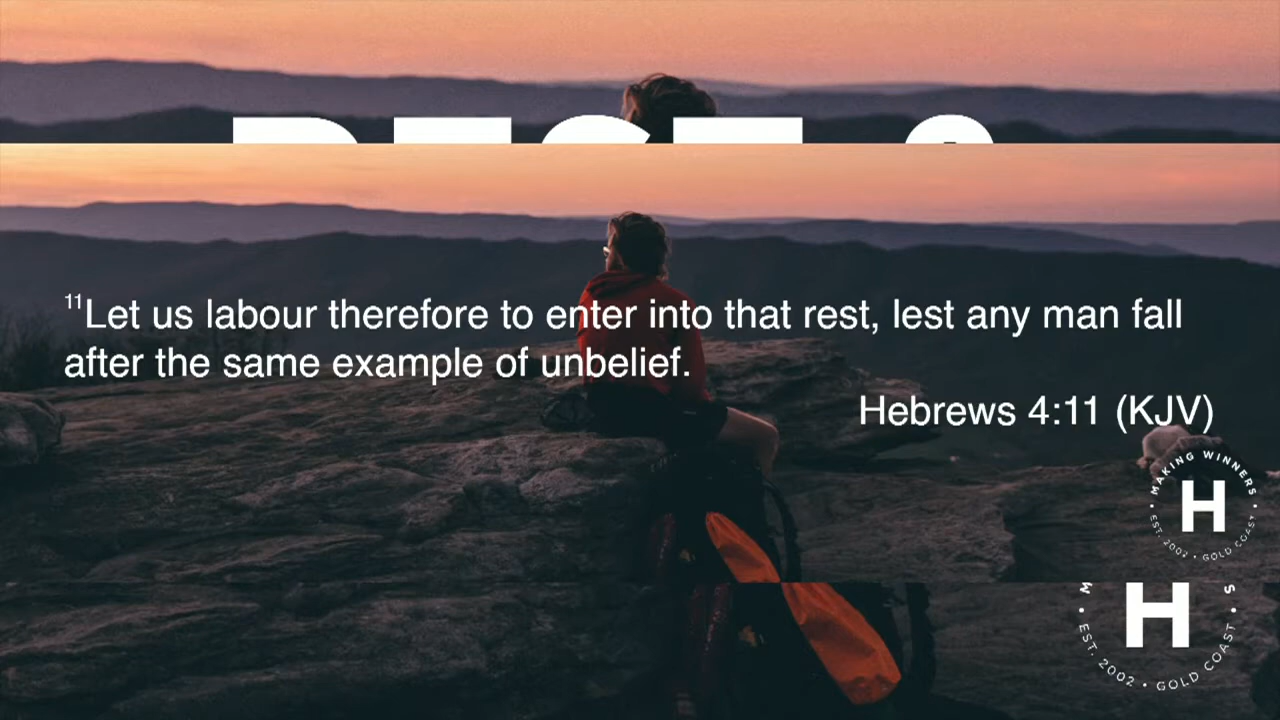 11Let us labour therefore to enter into that rest, lest any man fall
after the same example of unbelief.
Hebrews 4:11 (KJV)
MAKING WINNERS
H
EST. 2002 • GOLD COAST
H
EST. 2002 • GOLD COAST